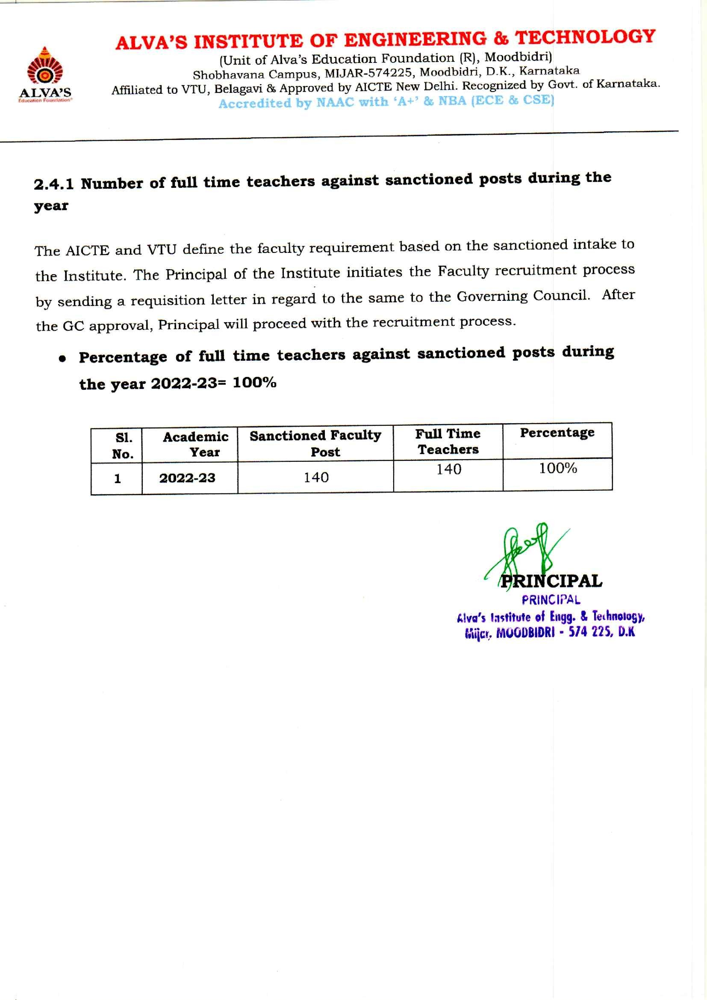 ALVA'S INSTITUTE OF ENGINEERING & TECHNOLOGY
(Unit of Alva's Education Foundation (R), Moodbidri)
Shobhavana Campus, MIJAR-574225, Moodbidri, D.K., Karnataka
Affiliated to VTU, Belagavi & Approved by AICTE New Delhi. Recognized by Govt. of Karnataka.
Accredited by NAAC with 'A+' & NBA (ECE & CSE)
ALVA'S
Education Foundation®
2.4.1 Number of full time teachers against sanctioned posts during the
year
The AICTE and VTU define the faculty requirement based on the sanctioned intake to
the Institute. The Principal of the Institute initiates the Faculty recruitment process
by sending a requisition letter in regard to the same to the Governing Council. After
the GC approval, Principal will proceed with the recruitment process.
• Percentage of full time teachers against sanctioned posts during
the year 2022-23= 100%
Sl. No. Academic Year Sanctioned Faculty Post Full Time Teachers Percentage
1 2022-23 140 140 100%
PRINCIPAL
PRINCIPAL
Alva's Institute of Engg. & Technology,
Mijar, MOODBIDRI - 574 225, D.K